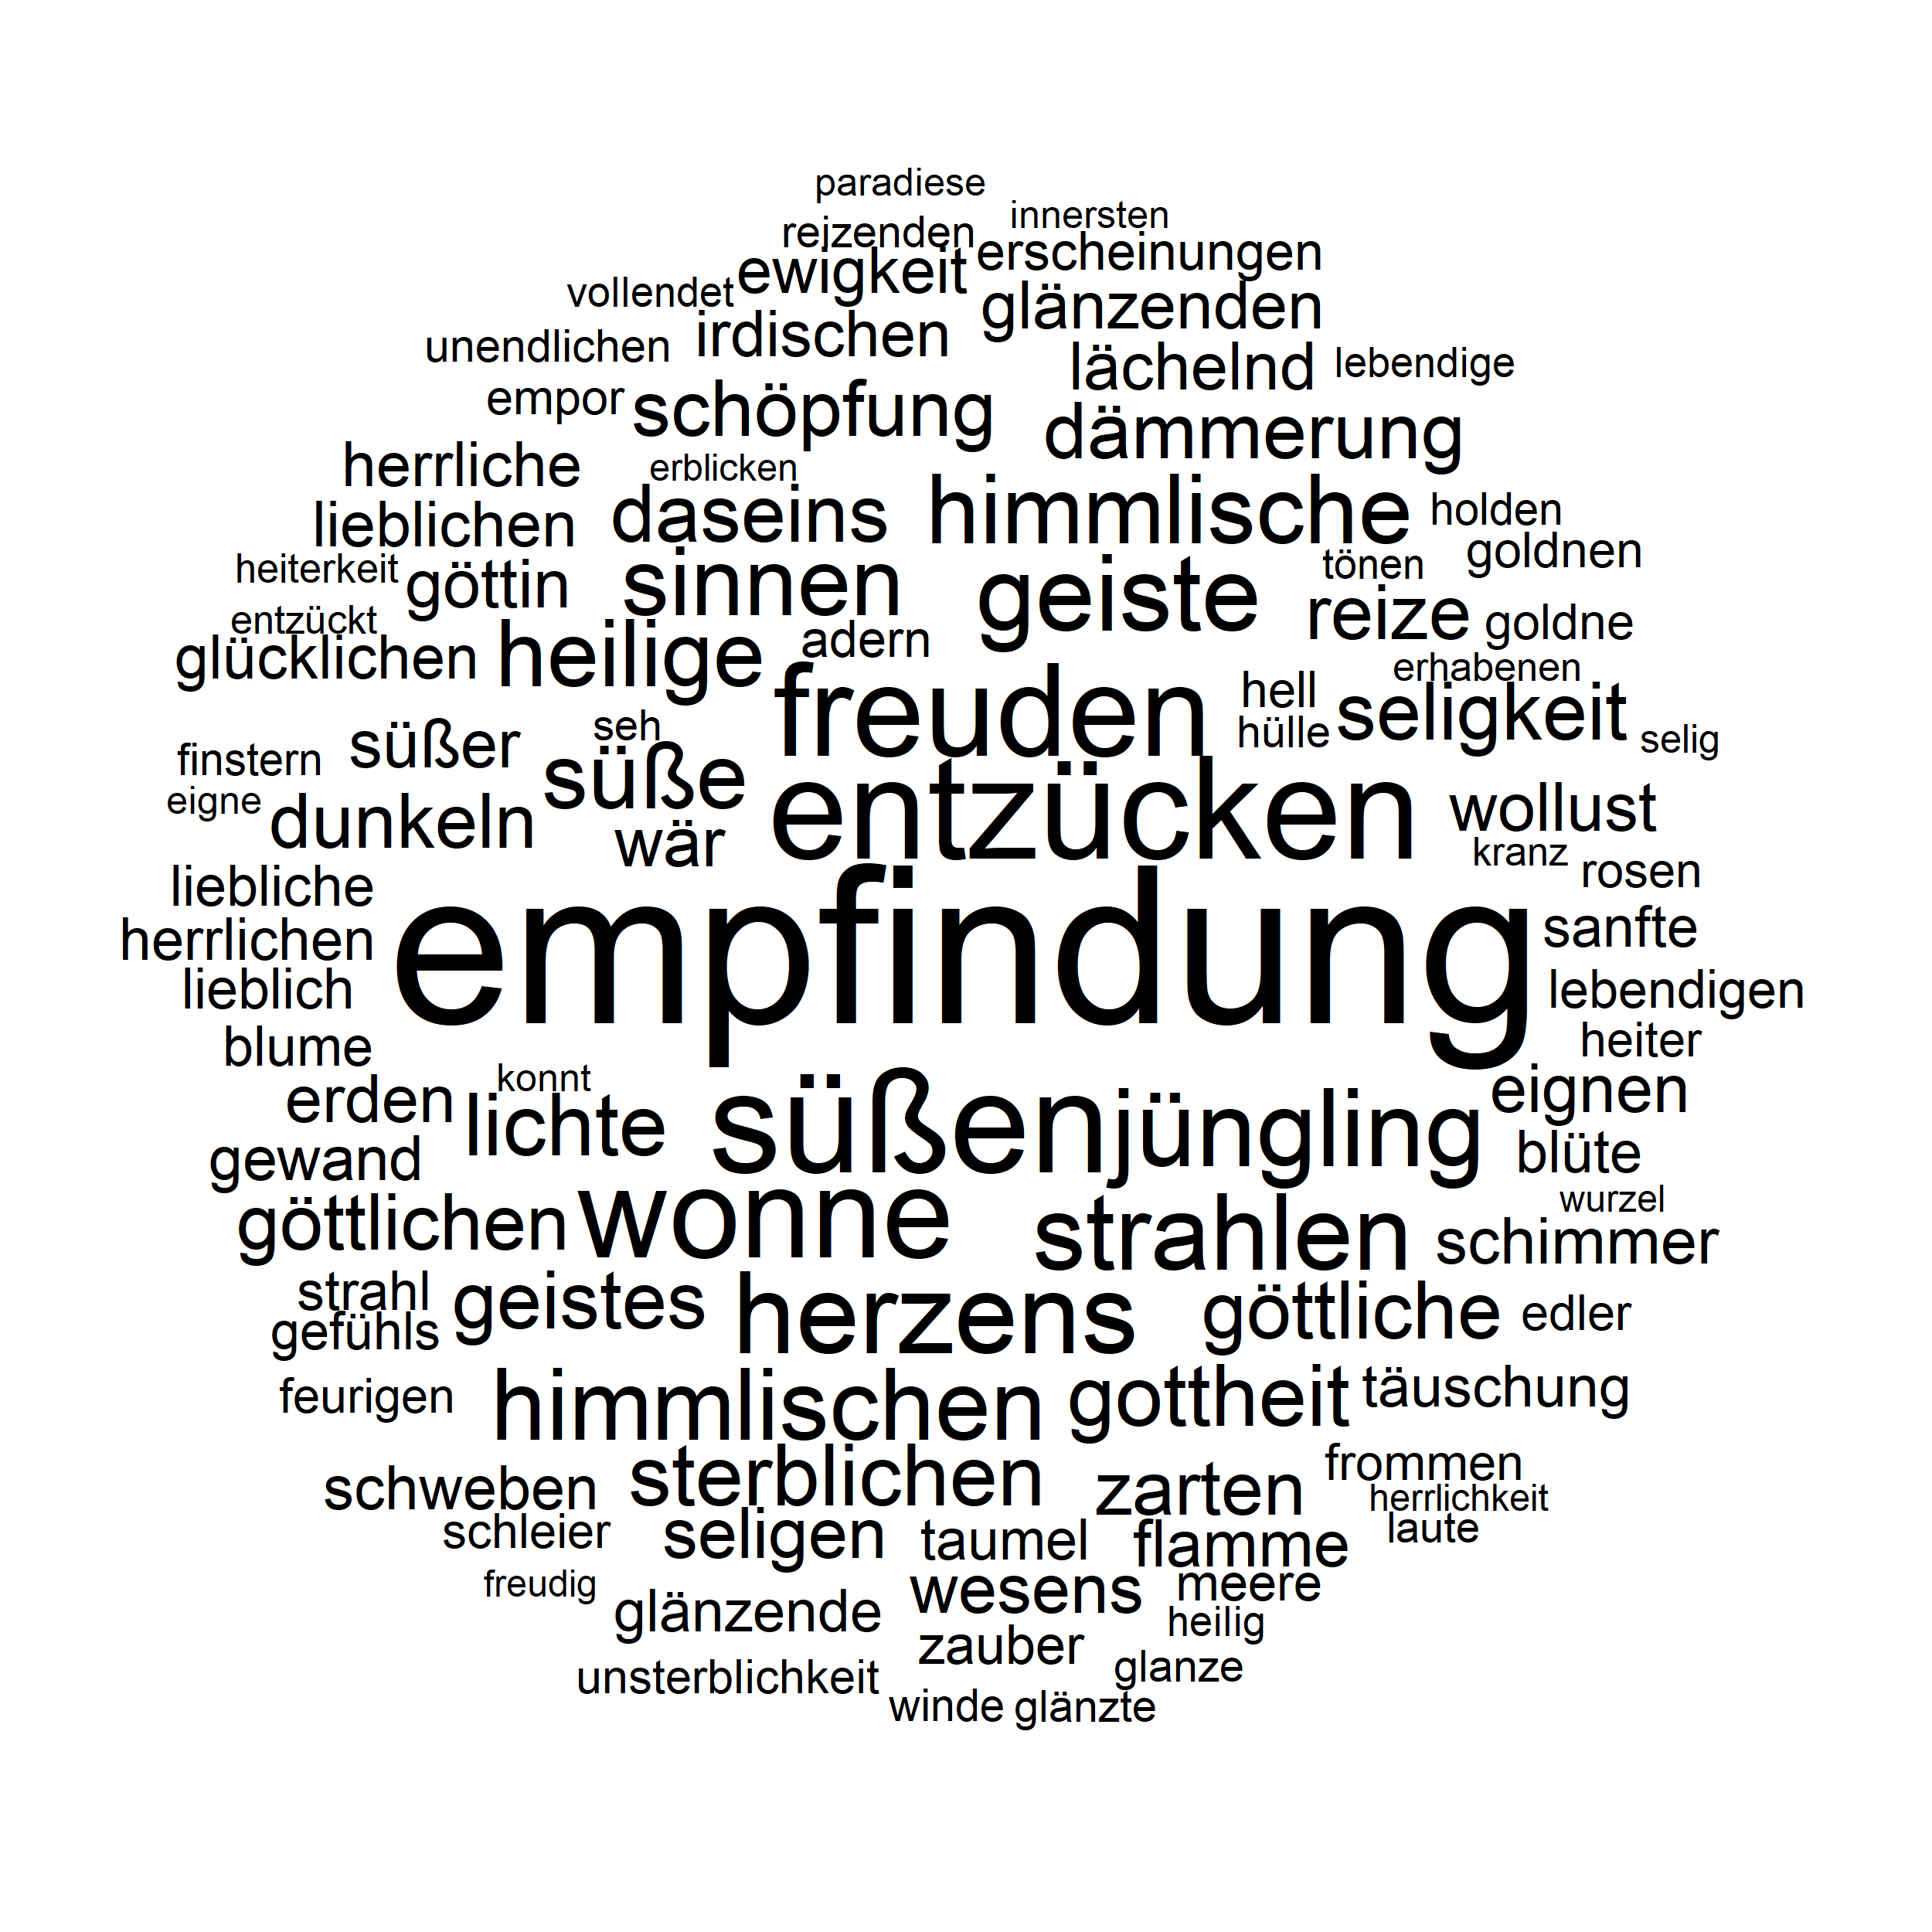 paradiese
innersten
reizenden
erscheinungen
ewigkeit
vollendet
glänzenden
irdischen
unendlichen
lächelnd
lebendige
empor
schöpfung
dämmerung
herrliche
erblicken
himmlische
holden
lieblichen
daseins
goldnen
heiterkeit
göttin
sinnen
geiste
tönen
reize
goldne
entzückt
glücklichen
heilige
adern
erhabenen
freuden
hell
seligkeit
hülle
selig
süßer
seh
finstern
süße
eigne
dunkeln
wär
entzücken
wollust
kranz
rosen
liebliche
herrlichen
empfindung
sanfte
lieblich
lebendigen
blume
heiter
konnt
erden
lichte
süßen
jüngling
eignen
gewand
blüte
göttlichen
wonne
strahlen
wurzel
schimmer
strahl
geistes
herzens
göttliche
edler
gefühls
feurigen
himmlischen
gottheit
täuschung
schweben
sterblichen
zarten
frommen
herrlichkeit
schleier
seligen
taumel
flamme
laute
freudig
glänzende
wesens
meere
heilig
zauber
unsterblichkeit
glanze
winde
glänzte